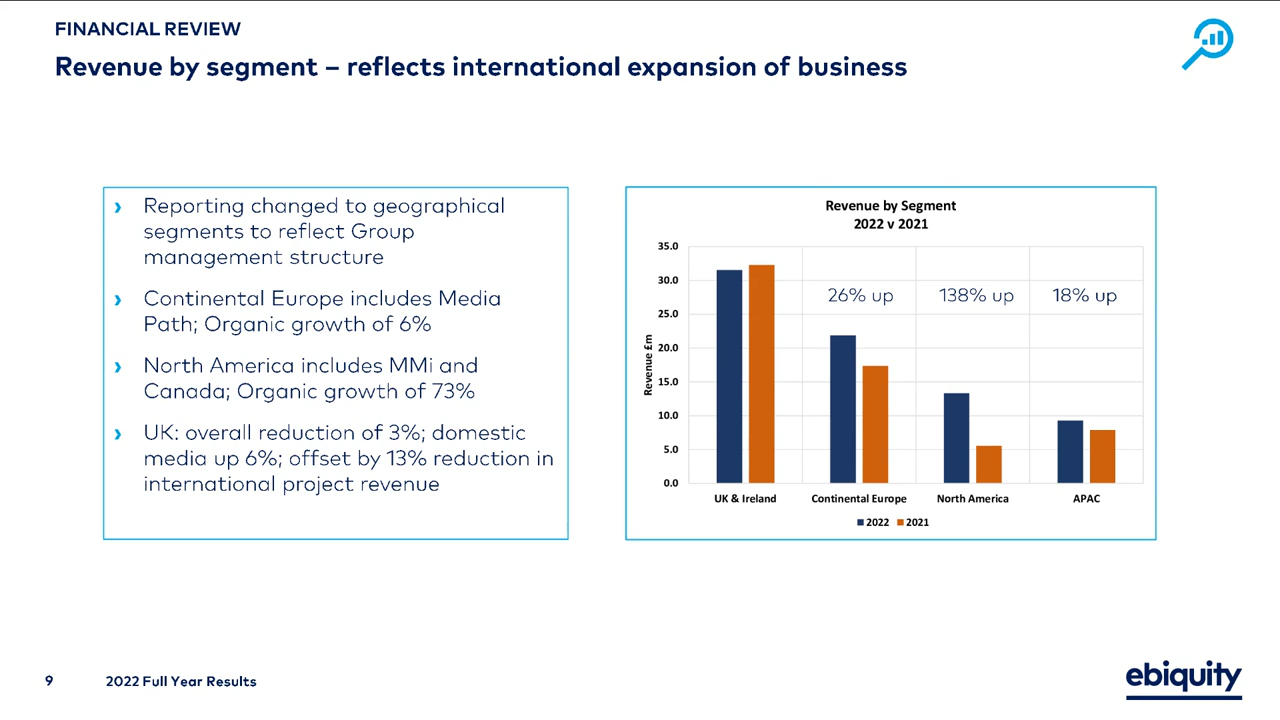 FINANCIAL REVIEW
Revenue by segment – reflects international expansion of business
› Reporting changed to geographical
segments to reflect Group
management structure
› Continental Europe includes Media
Path; Organic growth of 6%
› North America includes MMi and
Canada; Organic growth of 73%
› UK: overall reduction of 3%; domestic
media up 6%; offset by 13% reduction in
international project revenue
Revenue by Segment
2022 v 2021
Revenue £m
35.0
30.0
25.0
20.0
15.0
10.0
5.0
0.0
26% up 138% up 18% up
UK & Ireland Continental Europe North America APAC
2022 2021
9 2022 Full Year Results
ebiquity